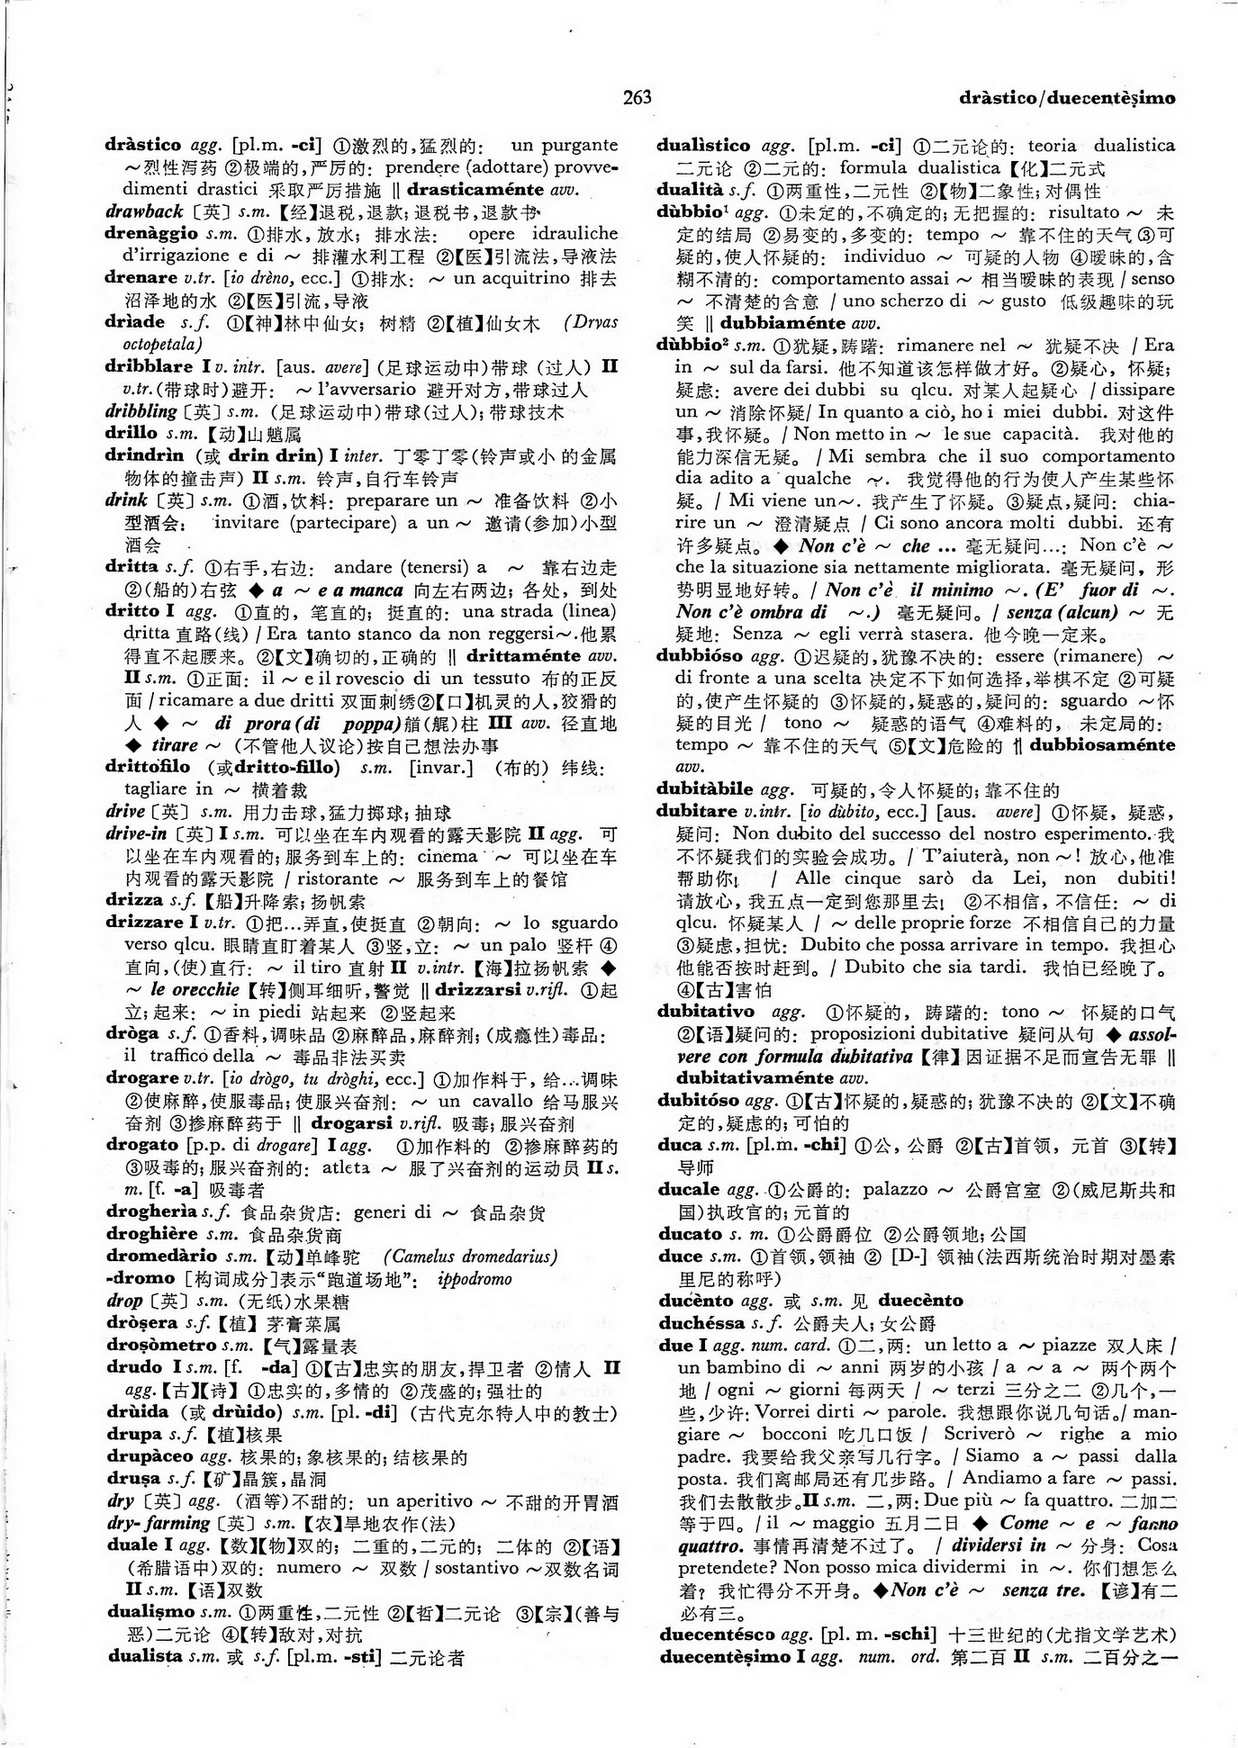 263
dràstico/duecentèşimo
dràstico agg. [pl.m. -ci] ①激烈的,猛烈的: un purgante
～烈性泻药 ②极端的,严厉的: prendere (adottare) provve-
dimenti drastici 采取严厉措施 ‖ drasticaménte avv.
drawback〔英〕s.m.【经】退税,退款; 退税书,退款书
drenàggio s.m. ①排水, 放水; 排水法: opere idrauliche
d'irrigazione e di ～ 排灌水利工程 ②【医】引流法,导液法
drenare v.tr. [io drèno, ecc.] ①排水: ～ un acquitrino 排去
沼泽地的水 ②【医】引流,导液
drìade s.f. ①【神】林中仙女; 树精 ②【植】仙女木 (Dryas
octopetala)
dribblare I v. intr. [aus. avere] (足球运动中)带球 (过人) II
v.tr.(带球时)避开: ～ l'avversario 避开对方,带球过人
dribbling〔英〕s.m. (足球运动中)带球(过人); 带球技术
drillo s.m.【动】山魈属
drindrìn (或 drin drin) I inter. 丁零丁零(铃声或小的金属
物体的撞击声) II s.m. 铃声,自行车铃声
drink〔英〕s.m. ①酒,饮料: preparare un ～ 准备饮料 ②小
型酒会: invitare (partecipare) a un ～ 邀请(参加)小型
酒会
dritta s.f. ①右手,右边: andare (tenersi) a ～ 靠右边走
②(船的)右弦 ◆ a ～ e a manca 向左右两边; 各处, 到处
dritto I agg. ①直的, 笔直的; 挺直的: una strada (linea)
dritta 直路(线) / Era tanto stanco da non reggersi～.他累
得直不起腰来。②【文】确切的,正确的 ‖ drittaménte avv.
II s.m. ①正面: il ～ e il rovescio di un tessuto 布的正反
面 / ricamare a due dritti 双面刺绣②【口】机灵的人,狡猾的
人 ◆ ～ di prora (di poppa) 艏(艉)柱 III avv. 径直地
◆ tirare ～ (不管他人议论)按自己想法办事
drittofilo (或dritto-fillo) s.m. [invar.] (布的) 纬线:
tagliare in ～ 横着裁
drive〔英〕s.m. 用力击球,猛力掷球; 抽球
drive-in〔英〕I s.m. 可以坐在车内观看的露天影院 II agg. 可
以坐在车内观看的; 服务到车上的: cinema ～ 可以坐在车
内观看的露天影院 / ristorante ～ 服务到车上的餐馆
drizza s.f.【船】升降索; 扬帆索
drizzare I v.tr. ①把…弄直,使挺直 ②朝向: ～ lo sguardo
verso qlcu. 眼睛直盯着某人 ③竖,立: ～ un palo 竖杆 ④
直向,(使)直行: ～ il tiro 直射 II v.intr.【海】拉扬帆索 ◆
～ le orecchie【转】侧耳细听,警觉 ‖ drizzarsi v.rifl. ①起
立; 起来: ～ in piedi 站起来 ②竖起来
dròga s.f. ①香料,调味品 ②麻醉品,麻醉剂; (成瘾性)毒品:
il traffico della ～ 毒品非法买卖
drogare v.tr. [io drògo, tu dròghi, ecc.] ①加作料于, 给…调味
②使麻醉,使服毒品; 使服兴奋剂: ～ un cavallo 给马服兴
奋剂 ③掺麻醉药于 ‖ drogarsi v.rifl. 吸毒; 服兴奋剂
drogato [p.p. di drogare] I agg. ①加作料的 ②掺麻醉药的
③吸毒的; 服兴奋剂的: atleta ～ 服了兴奋剂的运动员 II s.
m. [f. -a] 吸毒者
drogherìa s.f. 食品杂货店: generi di ～ 食品杂货
droghière s.m. 食品杂货商
dromedàrio s.m.【动】单峰驼 (Camelus dromedarius)
-dromo [构词成分]表示“跑道场地”: ippodromo
drop〔英〕s.m. (无纸)水果糖
dròşera s.f.【植】茅膏菜属
droşòmetro s.m.【气】露量表
drudo I s.m. [f. -da] ①【古】忠实的朋友,捍卫者 ②情人 II
agg.【古】【诗】①忠实的,多情的 ②茂盛的; 强壮的
drùida (或 drùido) s.m. [pl. -di] (古代克尔特人中的教士)
drupa s.f.【植】核果
drupàceo agg. 核果的; 象核果的; 结核果的
druşa s.f.【矿】晶簇,晶洞
dry〔英〕agg. (酒等)不甜的: un aperitivo ～ 不甜的开胃酒
dry-farming〔英〕s.m.【农】旱地农作(法)
duale I agg.【数】【物】双的; 二重的,二元的; 二体的 ②【语】
(希腊语中)双的: numero ～ 双数 / sostantivo ～双数名词
II s.m.【语】双数
dualişmo s.m. ①两重性,二元性 ②【哲】二元论 ③【宗】(善与
恶)二元论 ④【转】敌对,对抗
dualişta s.m. 或 s.f. [pl.m. -şti] 二元论者
dualìstico agg. [pl.m. -ci] ①二元论的: teoria dualistica
二元论 ②二元的: formula dualistica【化】二元式
dualità s.f. ①两重性,二元性 ②【物】二象性; 对偶性
dùbbio¹ agg. ①未定的,不确定的; 无把握的: risultato ～ 未
定的结局 ②易变的,多变的: tempo ～ 靠不住的天气 ③可
疑的,使人怀疑的: individuo ～ 可疑的人物 ④暧昧的,含
糊不清的: comportamento assai ～ 相当暧昧的表现 / senso
～ 不清楚的含意 / uno scherzo di ～ gusto 低级趣味的玩
笑 ‖ dubbiaménte avv.
dùbbio² s.m. ①犹疑,踌躇: rimanere nel ～ 犹疑不决 / Era
in ～ sul da farsi. 他不知道该怎样做才好。②疑心, 怀疑;
疑虑: avere dei dubbi su qlcu. 对某人起疑心 / dissipare
un ～ 消除怀疑/ In quanto a ciò, ho i miei dubbi. 对这件
事,我怀疑。/ Non metto in ～ le sue capacità. 我对他的
能力深信无疑。/ Mi sembra che il suo comportamento
dia adito a qualche ～. 我觉得他的行为使人产生某些怀
疑。/ Mi viene un～. 我产生了怀疑。③疑点,疑问: chia-
rire un ～ 澄清疑点 / Ci sono ancora molti dubbi. 还有
许多疑点。◆ Non c'è ～ che ... 毫无疑问…: Non c'è ～
che la situazione sia nettamente migliorata. 毫无疑问, 形
势明显地好转。/ Non c'è il minimo ～. (E' fuor di ～.
Non c'è ombra di ～.) 毫无疑问。/ senza (alcun) ～ 无
疑地: Senza ～ egli verrà stasera. 他今晚一定来。
dubbióso agg. ①迟疑的,犹豫不决的: essere (rimanere) ～
di fronte a una scelta 决定不下如何选择,举棋不定 ②可疑
的,使产生怀疑的 ③怀疑的,疑惑的,疑问的: sguardo ～怀
疑的目光 / tono ～ 疑惑的语气 ④难料的, 未定局的:
tempo ～ 靠不住的天气 ⑤【文】危险的 ‖ dubbiosaménte
avv.
dubitàbile agg. 可疑的,令人怀疑的; 靠不住的
dubitare v.intr. [io dùbito, ecc.] [aus. avere] ①怀疑, 疑惑,
疑问: Non dubito del successo del nostro esperimento. 我
不怀疑我们的实验会成功。/ T'aiuterà, non ～! 放心,他准
帮助你! / Alle cinque sarò da Lei, non dubiti!
请放心, 我五点一定到您那里去! ②不相信, 不信任: ～ di
qlcu. 怀疑某人 / ～ delle proprie forze 不相信自己的力量
③疑虑,担忧: Dubito che possa arrivare in tempo. 我担心
他能否按时赶到。/ Dubito che sia tardi. 我怕已经晚了。
④【古】害怕
dubitativo agg. ①怀疑的, 踌躇的: tono ～ 怀疑的口气
②【语】疑问的: proposizioni dubitative 疑问从句 ◆ assol-
vere con formula dubitativa【律】因证据不足而宣告无罪 ‖
dubitativaménte avv.
dubitóso agg. ①【古】怀疑的,疑惑的; 犹豫不决的 ②【文】不确
定的,疑虑的; 可怕的
duca s.m. [pl.m. -chi] ①公, 公爵 ②【古】首领, 元首 ③【转】
导师
ducale agg. ①公爵的: palazzo ～ 公爵宫室 ②(威尼斯共和
国)执政官的; 元首的
ducato s. m. ①公爵爵位 ②公爵领地; 公国
duce s.m. ①首领,领袖 ② [D-] 领袖(法西斯统治时期对墨索
里尼的称呼)
ducènto agg. 或 s.m. 见 duecènto
duchéssa s.f. 公爵夫人; 女公爵
due I agg. num. card. ①二,两: un letto a ～ piazze 双人床 /
un bambino di ～ anni 两岁的小孩 / a ～ a ～ 两个两个
地 / ogni ～ giorni 每两天 / ～ terzi 三分之二 ②几个,一
些,少许: Vorrei dirti ～ parole. 我想跟你说几句话。/ man-
giare ～ bocconi 吃几口饭 / Scriverò ～ righe a mio
padre. 我要给我父亲写几行字。/ Siamo a ～ passi dalla
posta. 我们离邮局还有几步路。/ Andiamo a fare ～ passi.
我们去散散步。II s.m. 二,两: Due più ～ fa quattro. 二加二
等于四。/ il ～ maggio 五月二日 ◆ Come ～ e ～ fanno
quattro. 事情再清楚不过了。 / dividersi in ～ 分身: Cosa
pretendete? Non posso mica dividermi in ～. 你们想怎么
着? 我忙得分不开身。◆Non c'è ～ senza tre.【谚】有二
必有三。
duecentésco agg. [pl. m. -schi] 十三世纪的(尤指文学艺术)
duecentèşimo I agg. num. ord. 第二百 II s.m. 二百分之一